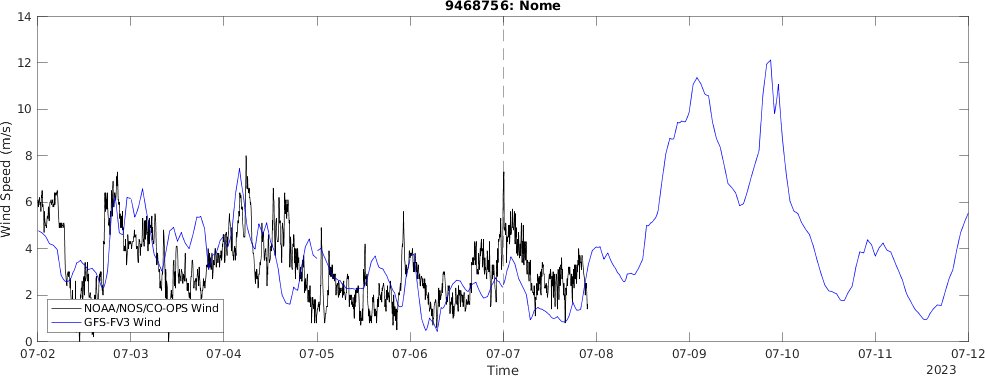 9468756: Nome
14
12
10
8
6
4
2
0
Wind Speed (m/s)
NOAA/NOS/CO-OPS Wind
GFS-FV3 Wind
07-02 07-03 07-04 07-05 07-06 07-07 07-08 07-09 07-10 07-11 07-12
Time
2023